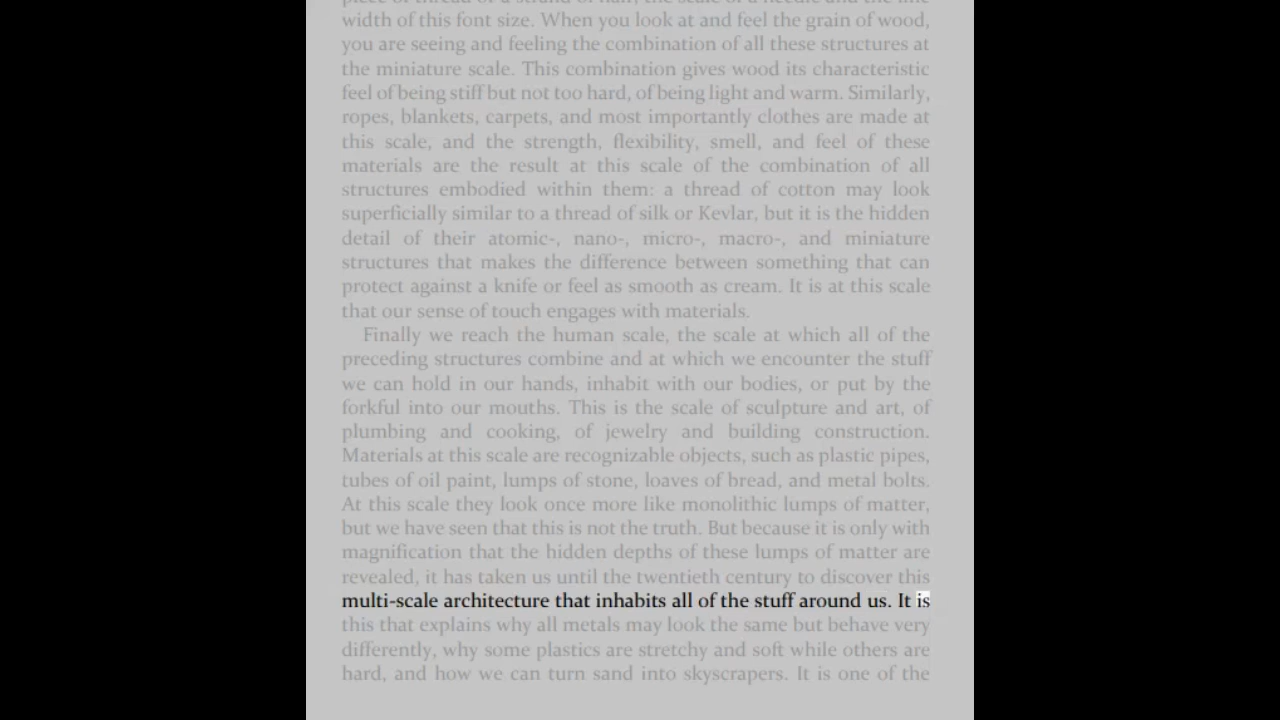 piece of thread or a strand of hair, the scale of a needle and the line
width of this font size. When you look at and feel the grain of wood,
you are seeing and feeling the combination of all these structures at
the miniature scale. This combination gives wood its characteristic
feel of being stiff but not too hard, of being light and warm. Similarly,
ropes, blankets, carpets, and most importantly clothes are made at
this scale, and the strength, flexibility, smell, and feel of these
materials are the result at this scale of the combination of all
structures embodied within them: a thread of cotton may look
superficially similar to a thread of silk or Kevlar, but it is the hidden
detail of their atomic-, nano-, micro-, macro-, and miniature
structures that makes the difference between something that can
protect against a knife or feel as smooth as cream. It is at this scale
that our sense of touch engages with materials.
Finally we reach the human scale, the scale at which all of the
preceding structures combine and at which we encounter the stuff
we can hold in our hands, inhabit with our bodies, or put by the
forkful into our mouths. This is the scale of sculpture and art, of
plumbing and cooking, of jewelry and building construction.
Materials at this scale are recognizable objects, such as plastic pipes,
tubes of oil paint, lumps of stone, loaves of bread, and metal bolts.
At this scale they look once more like monolithic lumps of matter,
but we have seen that this is not the truth. But because it is only with
magnification that the hidden depths of these lumps of matter are
revealed, it has taken us until the twentieth century to discover this
multi-scale architecture that inhabits all of the stuff around us. It is
this that explains why all metals may look the same but behave very
differently, why some plastics are stretchy and soft while others are
hard, and how we can turn sand into skyscrapers. It is one of the